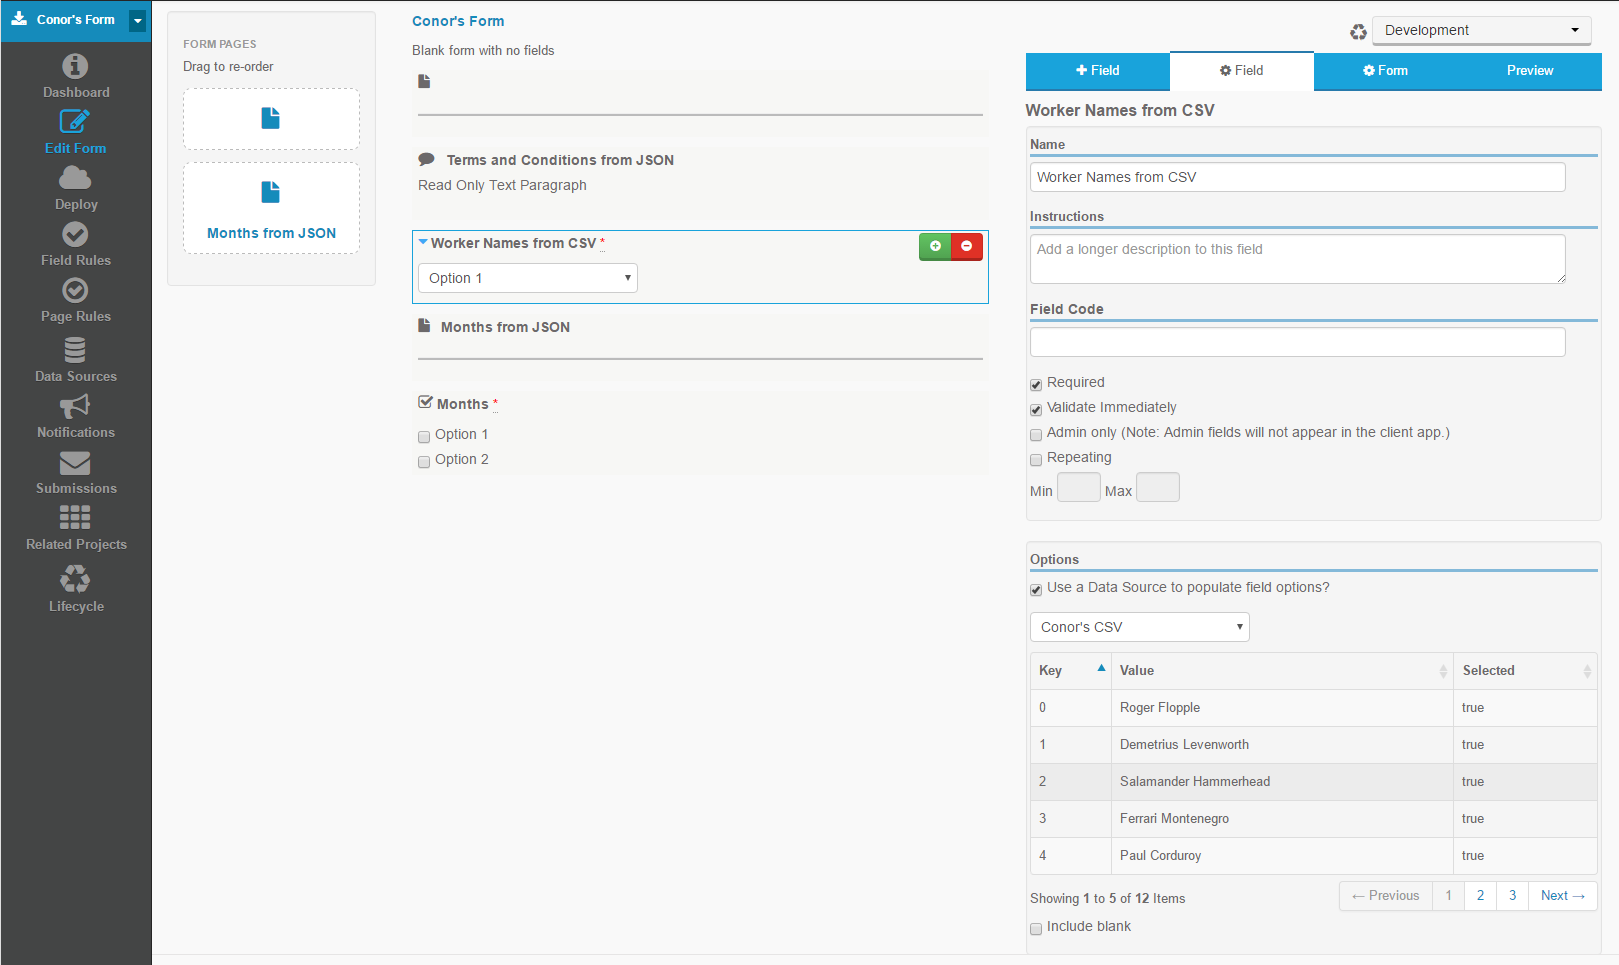 Conor's Form
Dashboard
Edit Form
Deploy
Field Rules
Page Rules
Data Sources
Notifications
Submissions
Related Projects
Lifecycle
FORM PAGES
Drag to re-order
Months from JSON
Conor's Form
Blank form with no fields
Terms and Conditions from JSON
Read Only Text Paragraph
Worker Names from CSV *
Option 1
Months from JSON
Months *
Option 1
Option 2
Development
Field Field Form Preview
Worker Names from CSV
Name
Worker Names from CSV
Instructions
Add a longer description to this field
Field Code
Required
Validate Immediately
Admin only (Note: Admin fields will not appear in the client app.)
Repeating
Min Max
Options
Use a Data Source to populate field options?
Conor's CSV
Key Value Selected
0 Roger Flopple true
1 Demetrius Levenworth true
2 Salamander Hammerhead true
3 Ferrari Montenegro true
4 Paul Corduroy true
Showing 1 to 5 of 12 Items ← Previous 1 2 3 Next →
Include blank